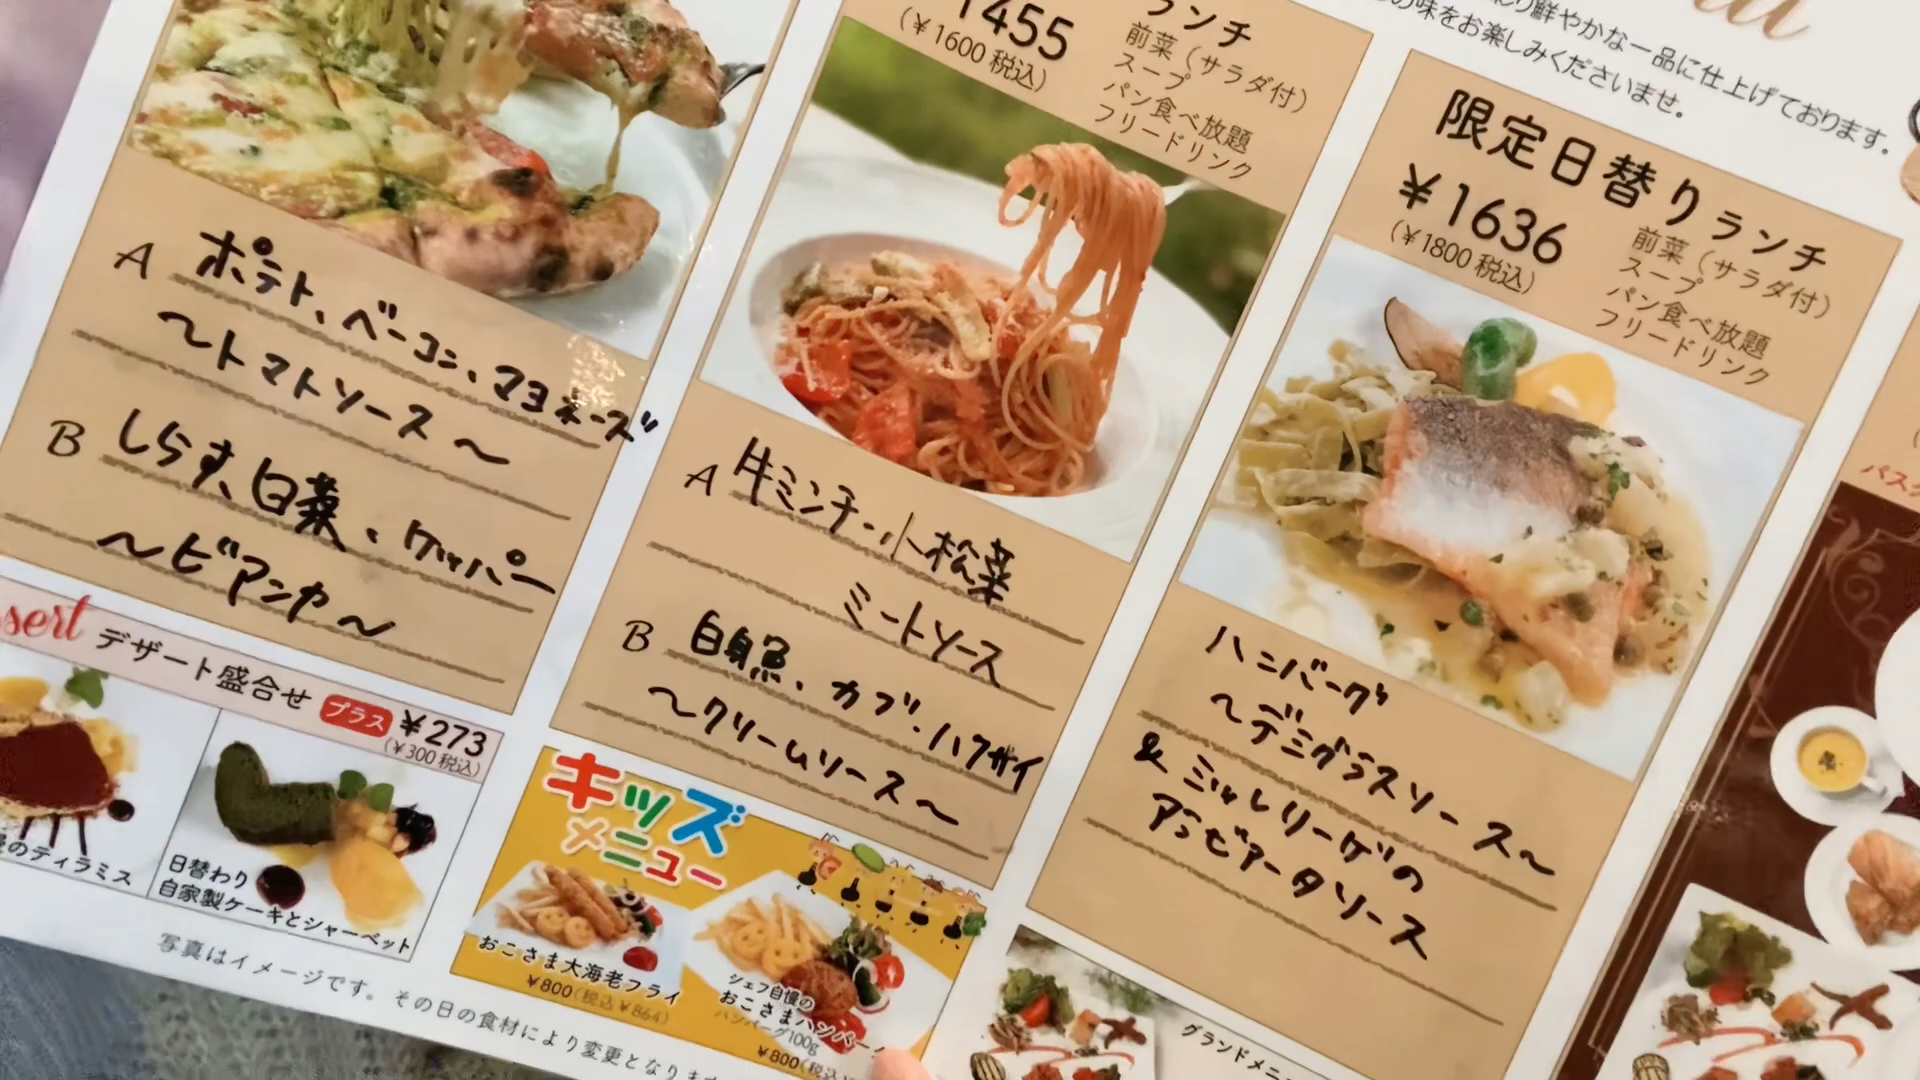 A ポテト、ベーコン、マヨネーズ
～トマトソース～
B しらす、白菜、ケッパー
～ビアンカ～
デザート盛合せ プラス ¥273
(¥300 税込)
のティラミス
日替わり
自家製ケーキとシャーベット
写真はイメージです。その日の食材により変更となりま
1455
(¥1600 税込)
ランチ
前菜（サラダ付）
スープ
パン食べ放題
フリードリンク
A 牛ミンチ・小松菜
ミートソース
B 白身魚、カブ・ハクサイ
～クリームソース～
キッズ
メニュー
おこさま大海老フライ
¥800(税込¥864)
シェフ自慢の
おこさまハンバー
ハンバーグ100g
¥800(税込
り鮮やかな一品に仕上げております。
の味をお楽しみくださいませ。
限定日替りランチ
¥1636
(¥1800 税込)
前菜（サラダ付）
スープ
パン食べ放題
フリードリンク
ハンバーグ
～デミグラスソース～
& ミッレリーゲの
アラビアータソース
グランドメニ
パス